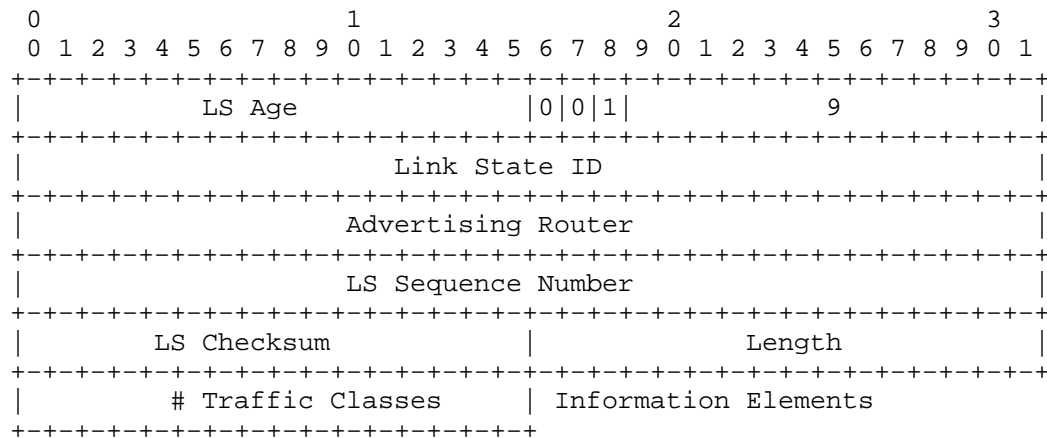 0                   1                   2                   3
 0 1 2 3 4 5 6 7 8 9 0 1 2 3 4 5 6 7 8 9 0 1 2 3 4 5 6 7 8 9 0 1
+-+-+-+-+-+-+-+-+-+-+-+-+-+-+-+-+-+-+-+-+-+-+-+-+-+-+-+-+-+-+-+-+
|           LS Age              |0|0|1|            9            |
+-+-+-+-+-+-+-+-+-+-+-+-+-+-+-+-+-+-+-+-+-+-+-+-+-+-+-+-+-+-+-+-+
|                       Link State ID                           |
+-+-+-+-+-+-+-+-+-+-+-+-+-+-+-+-+-+-+-+-+-+-+-+-+-+-+-+-+-+-+-+-+
|                    Advertising Router                         |
+-+-+-+-+-+-+-+-+-+-+-+-+-+-+-+-+-+-+-+-+-+-+-+-+-+-+-+-+-+-+-+-+
|                    LS Sequence Number                         |
+-+-+-+-+-+-+-+-+-+-+-+-+-+-+-+-+-+-+-+-+-+-+-+-+-+-+-+-+-+-+-+-+
|        LS Checksum            |             Length            |
+-+-+-+-+-+-+-+-+-+-+-+-+-+-+-+-+-+-+-+-+-+-+-+-+-+-+-+-+-+-+-+-+
|         # Traffic Classes     | Information Elements
+-+-+-+-+-+-+-+-+-+-+-+-+-+-+-+-+